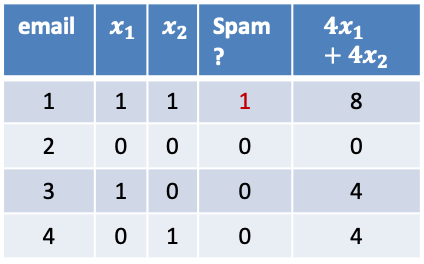 email x₁ x₂ Spam ? 4x₁ + 4x₂
1 1 1 1 8
2 0 0 0 0
3 1 0 0 4
4 0 1 0 4